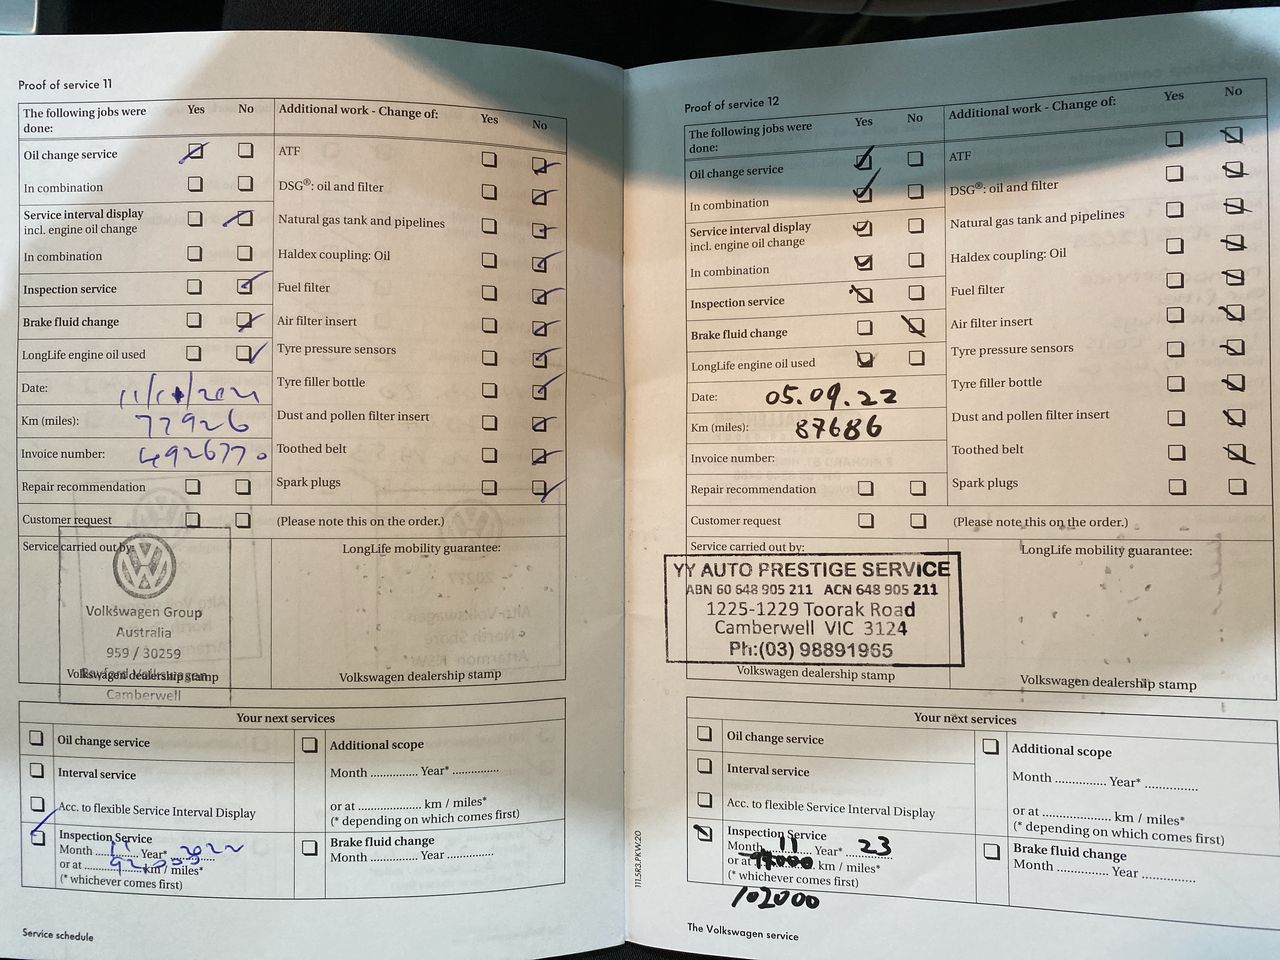 Proof of service 11
The following jobs were done: Yes No
Oil change service
In combination
Service interval display
incl. engine oil change
In combination
Inspection service
Brake fluid change
LongLife engine oil used
Date:
Km (miles): 77926
Invoice number:
Repair recommendation
Customer request
Additional work - Change of: Yes No
ATF
DSG®: oil and filter
Natural gas tank and pipelines
Haldex coupling: Oil
Fuel filter
Air filter insert
Tyre pressure sensors
Tyre filler bottle
Dust and pollen filter insert
Toothed belt
Spark plugs
(Please note this on the order.)
Service carried out by:
Volkswagen Group
Australia
959 / 30259
Camberwell
Volkswagen dealership stamp
LongLife mobility guarantee:
Volkswagen dealership stamp
Your next services
Oil change service
Interval service
Acc. to flexible Service Interval Display
Inspection Service
Month 11 Year* 2022
or at km / miles*
(* whichever comes first)
Additional scope
Month .............. Year* ..............
or at .................... km / miles*
(* depending on which comes first)
Brake fluid change
Month .............. Year ..............
Service schedule
Proof of service 12
The following jobs were done: Yes No
Oil change service
In combination
Service interval display
incl. engine oil change
In combination
Inspection service
Brake fluid change
LongLife engine oil used
Date: 05.09.22
Km (miles): 87686
Invoice number:
Repair recommendation
Customer request
Additional work - Change of: Yes No
ATF
DSG®: oil and filter
Natural gas tank and pipelines
Haldex coupling: Oil
Fuel filter
Air filter insert
Tyre pressure sensors
Tyre filler bottle
Dust and pollen filter insert
Toothed belt
Spark plugs
(Please note this on the order.)
Service carried out by:
YY AUTO PRESTIGE SERVICE
ABN 60 648 905 211 ACN 648 905 211
1225-1229 Toorak Road
Camberwell VIC 3124
Ph:(03) 98891965
Volkswagen dealership stamp
LongLife mobility guarantee:
Volkswagen dealership stamp
Your next services
Oil change service
Interval service
Acc. to flexible Service Interval Display
Inspection Service
Month 11 Year* 23
or at km / miles*
(* whichever comes first)
102000
Additional scope
Month .............. Year* ..............
or at .................... km / miles*
(* depending on which comes first)
Brake fluid change
Month .............. Year ..............
111.5R3.PKW.20
The Volkswagen service